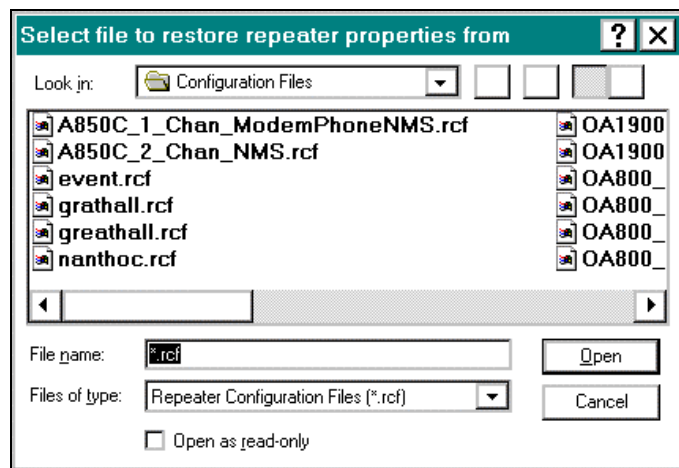 Select file to restore repeater properties from
Look in: Configuration Files
A850C_1_Chan_ModemPhoneNMS.rcf
A850C_2_Chan_NMS.rcf
event.rcf
grathall.rcf
greathall.rcf
nanthoc.rcf
OA1900
OA1900
OA800_
OA800_
OA800_
OA800_
File name: *.rcf
Open
Files of type: Repeater Configuration Files (*.rcf)
Cancel
Open as read-only